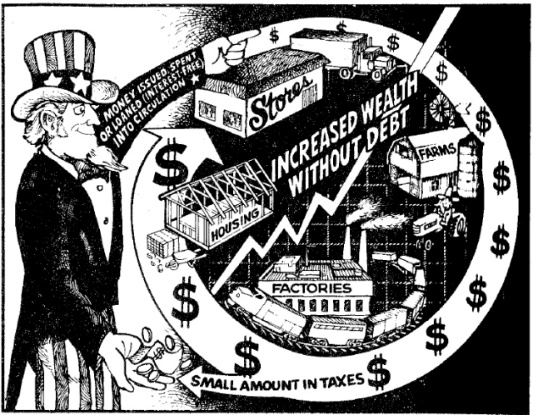 MONEY ISSUED, SPENT
OR LOANED INTEREST-FREE
INTO CIRCULATION
$
$
$
$
Stores
INCREASED WEALTH
WITHOUT DEBT
$
FARMS
$
$
HOUSING
$
$
FACTORIES
$
$
$
$
$
SMALL AMOUNT IN TAXES
$